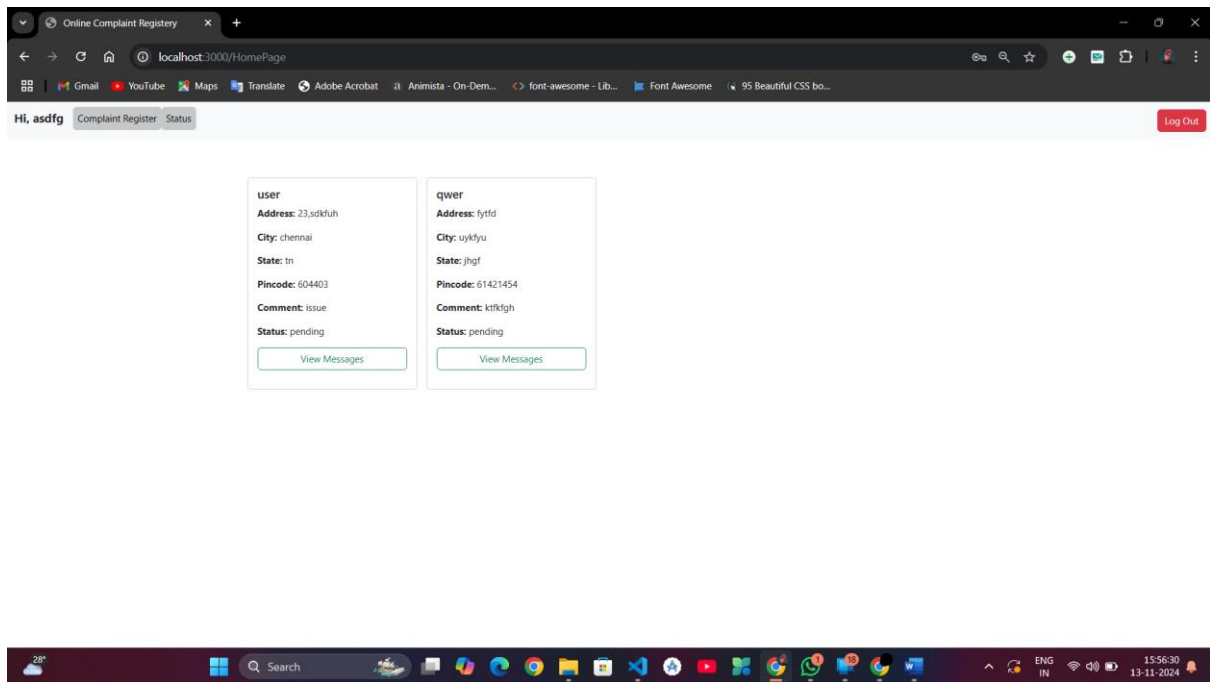 Online Complaint Registery
localhost:3000/HomePage
Gmail YouTube Maps Translate Adobe Acrobat Animista - On-Dem... font-awesome - Lib... Font Awesome 95 Beautiful CSS bo...
Hi, asdfg Complaint Register Status Log Out
user
Address: 23,sdkfuh
City: chennai
State: tn
Pincode: 604403
Comment: issue
Status: pending
View Messages
qwer
Address: fytfd
City: uykfyu
State: jhgf
Pincode: 61421454
Comment: ktfkfgh
Status: pending
View Messages
28°
Search
1
18
ENG
IN
15:56:30
13-11-2024